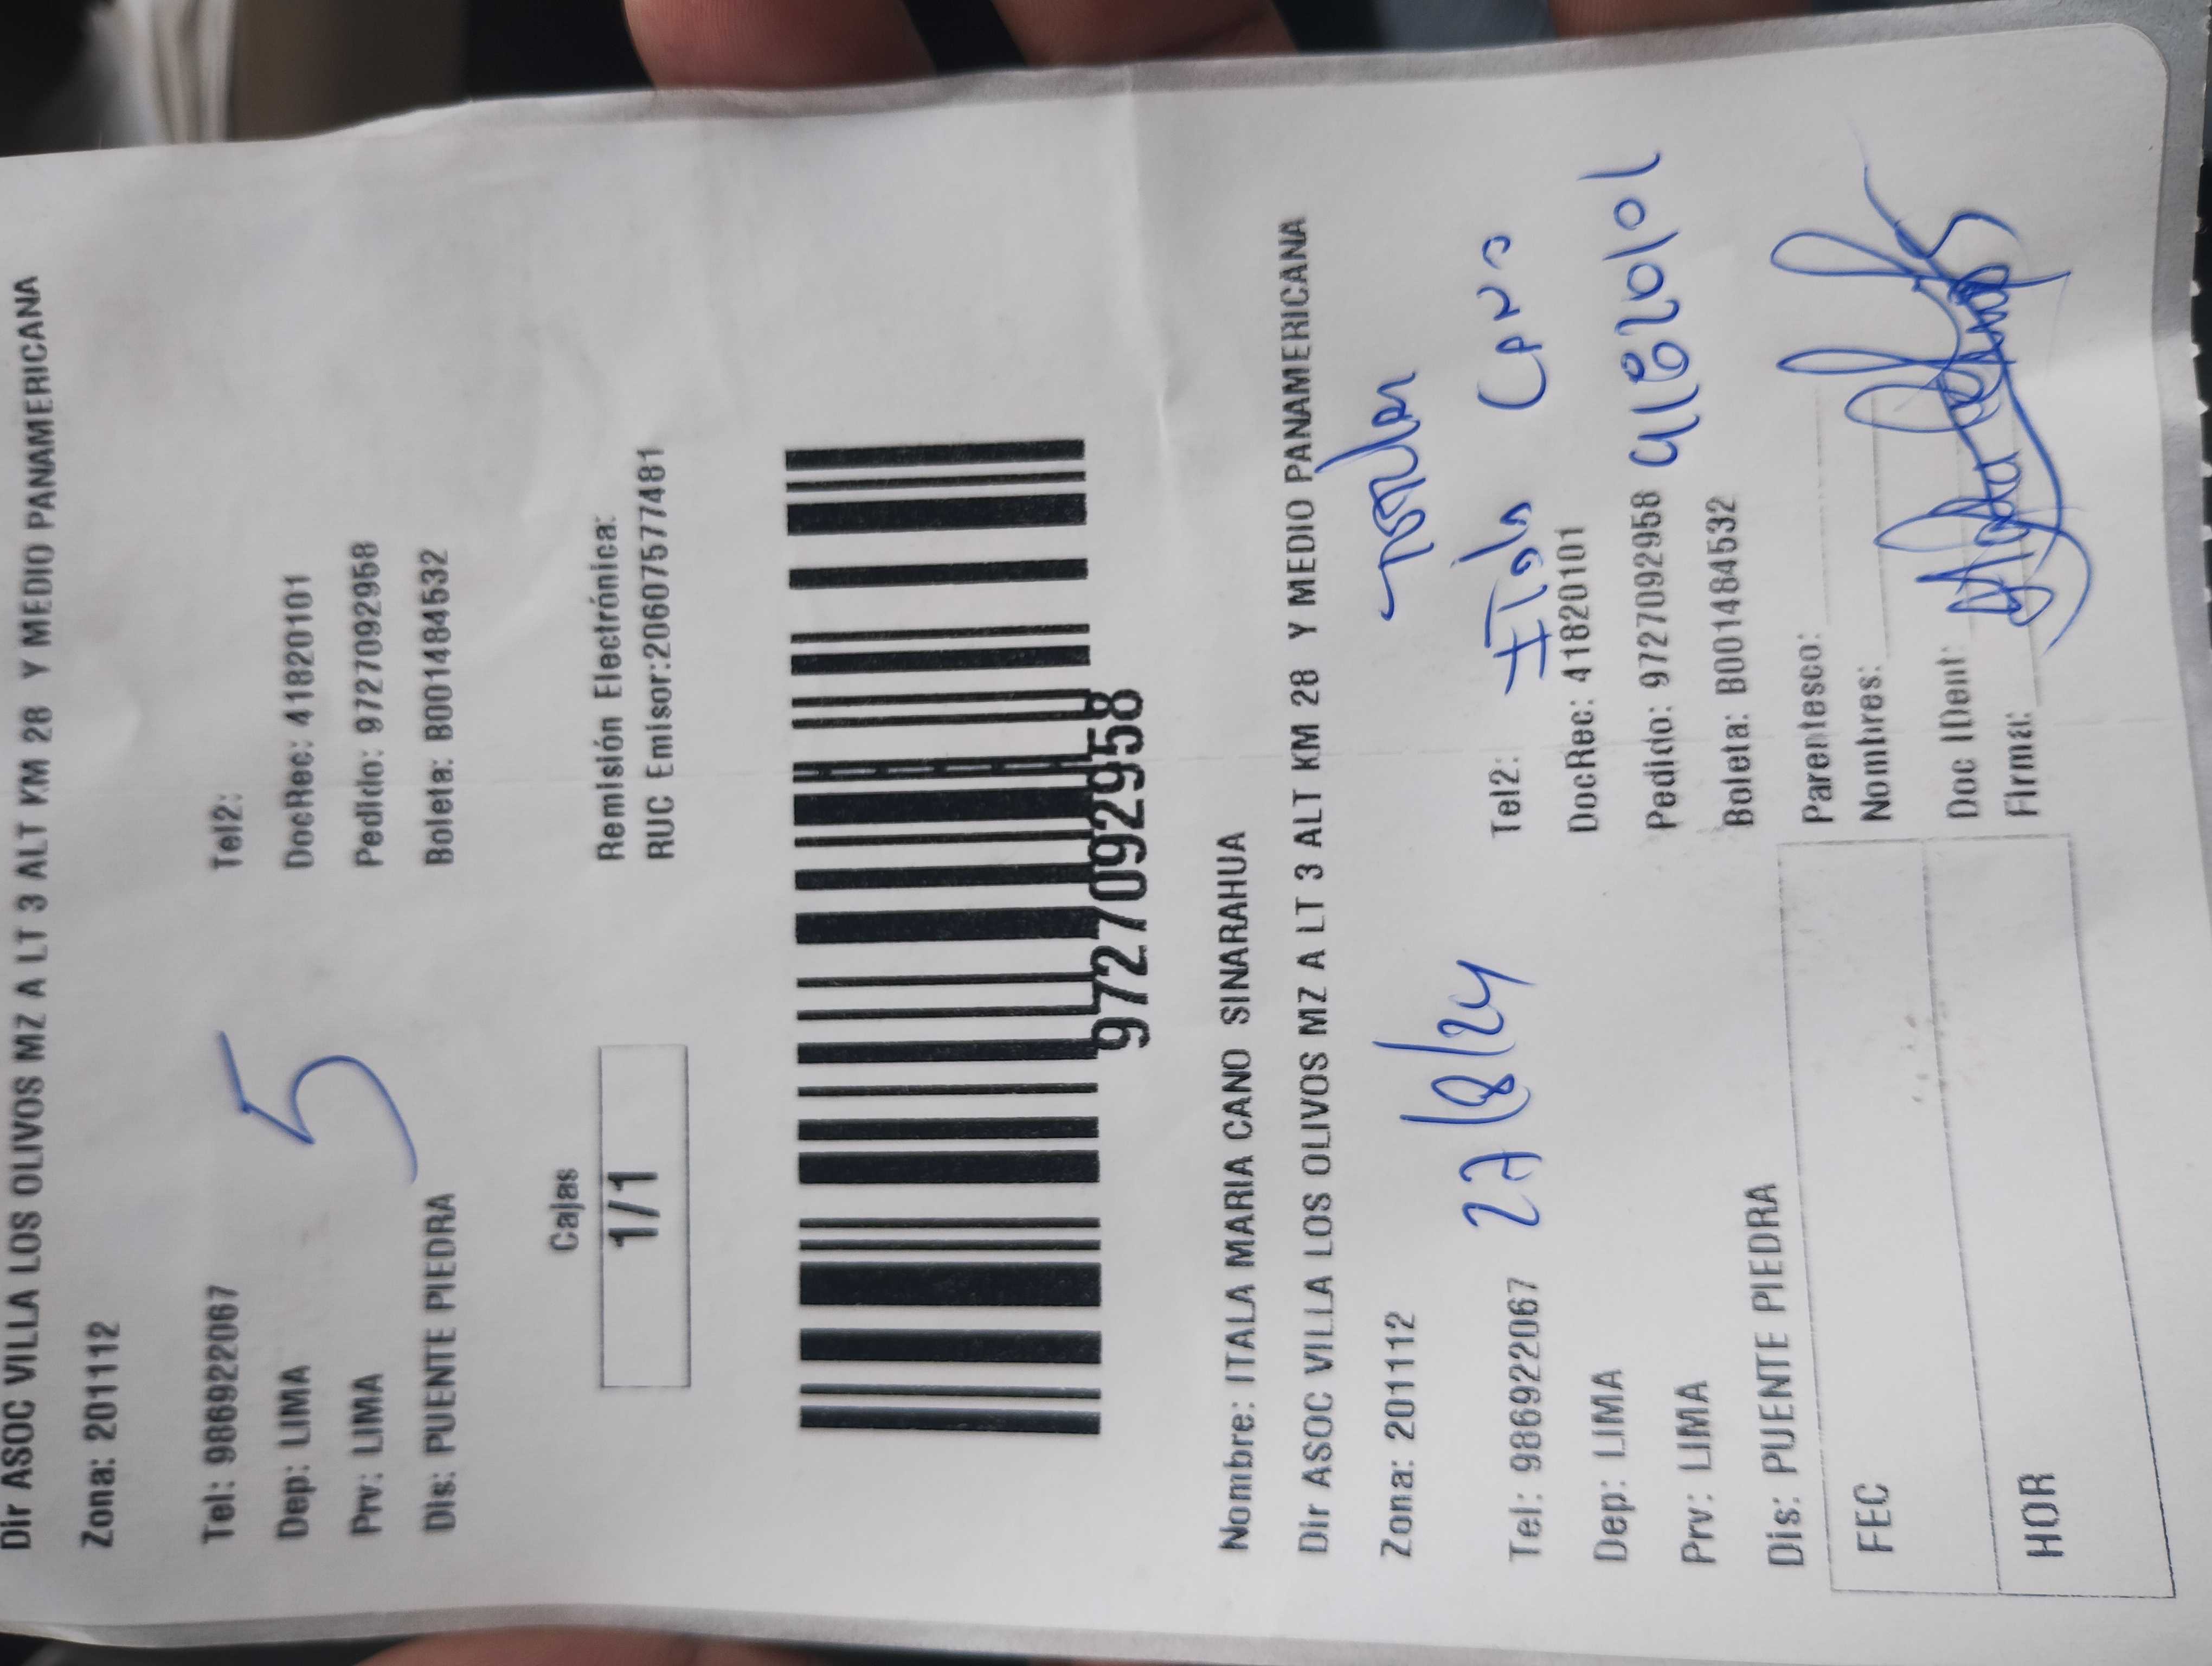 Dir ASOC VILLA LOS OLIVOS MZ A LT 3 ALT KM 28 Y MEDIO PANAMERICANA
Zona: 201112
Tel: 986922067 Tel2:
Dep: LIMA DocRec: 41820101
Prv: LIMA Pedido: 9727092958
Dis: PUENTE PIEDRA Boleta: B001484532
5
Cajas
1/1
Remisión Electrónica:
RUC Emisor:20607577481
9727092958
Nombre: ITALA MARIA CANO SINARAHUA
Dir ASOC VILLA LOS OLIVOS MZ A LT 3 ALT KM 28 Y MEDIO PANAMERICANA
Zona: 201112
27/8/24
Tel: 986922067 Tel2: Itala Cano
Dep: LIMA DocRec: 41820101
Prv: LIMA Pedido: 9727092958 41820101
Dis: PUENTE PIEDRA Boleta: B001484532
FEC
HOR
Parentesco:
Nombres:
Doc IDent:
Firma: